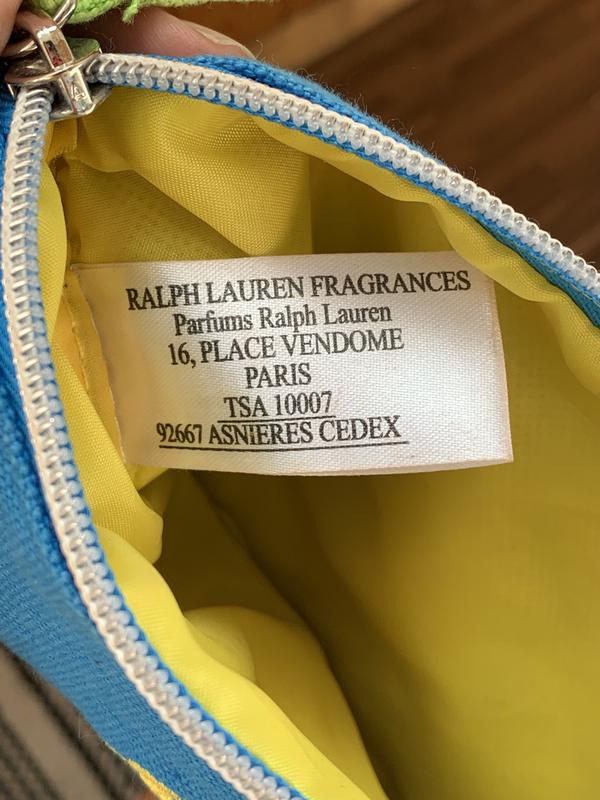 RALPH LAUREN FRAGRANCES
Parfums Ralph Lauren
16, PLACE VENDOME
PARIS
TSA 10007
92667 ASNIERES CEDEX